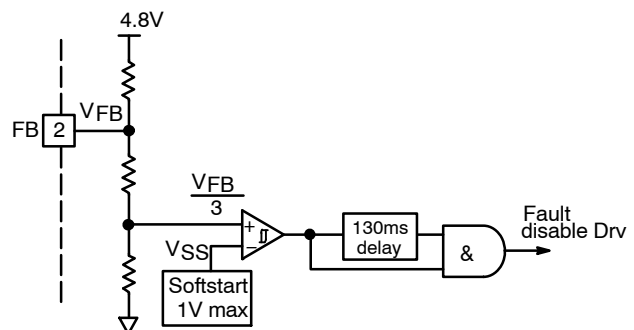 4.8V
FB 2
VFB
VFB
3
+
−
VSS
Softstart
1V max
130ms
delay
&
Fault
disable Drv